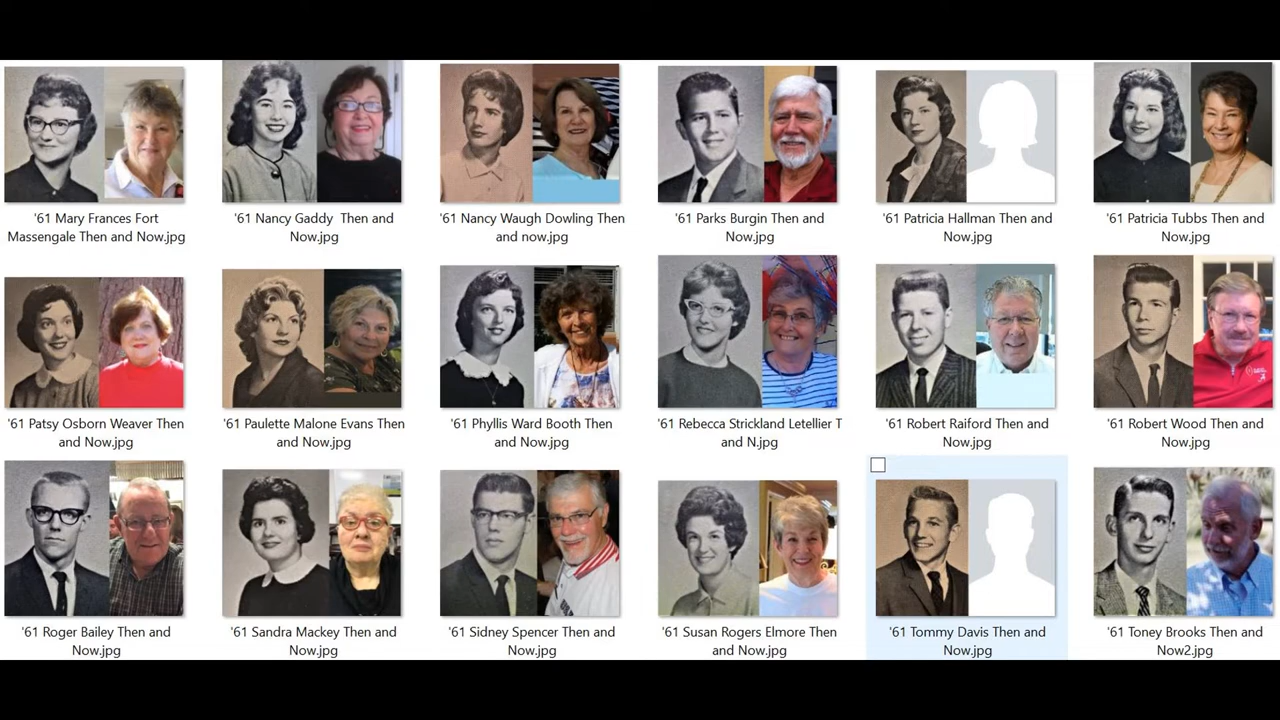 '61 Mary Frances Fort
Massengale Then and Now.jpg
'61 Nancy Gaddy  Then and
Now.jpg
'61 Nancy Waugh Dowling Then
and now.jpg
'61 Parks Burgin Then and
Now.jpg
'61 Patricia Hallman Then and
Now.jpg
'61 Patricia Tubbs Then and
Now.jpg
'61 Patsy Osborn Weaver Then
and Now.jpg
'61 Paulette Malone Evans Then
and Now.jpg
'61 Phyllis Ward Booth Then
and Now.jpg
'61 Rebecca Strickland Letellier T
and N.jpg
'61 Robert Raiford Then and
Now.jpg
'61 Robert Wood Then and
Now.jpg
'61 Roger Bailey Then and
Now.jpg
'61 Sandra Mackey Then and
Now.jpg
'61 Sidney Spencer Then and
Now.jpg
'61 Susan Rogers Elmore Then
and Now.jpg
'61 Tommy Davis Then and
Now.jpg
'61 Toney Brooks Then and
Now2.jpg